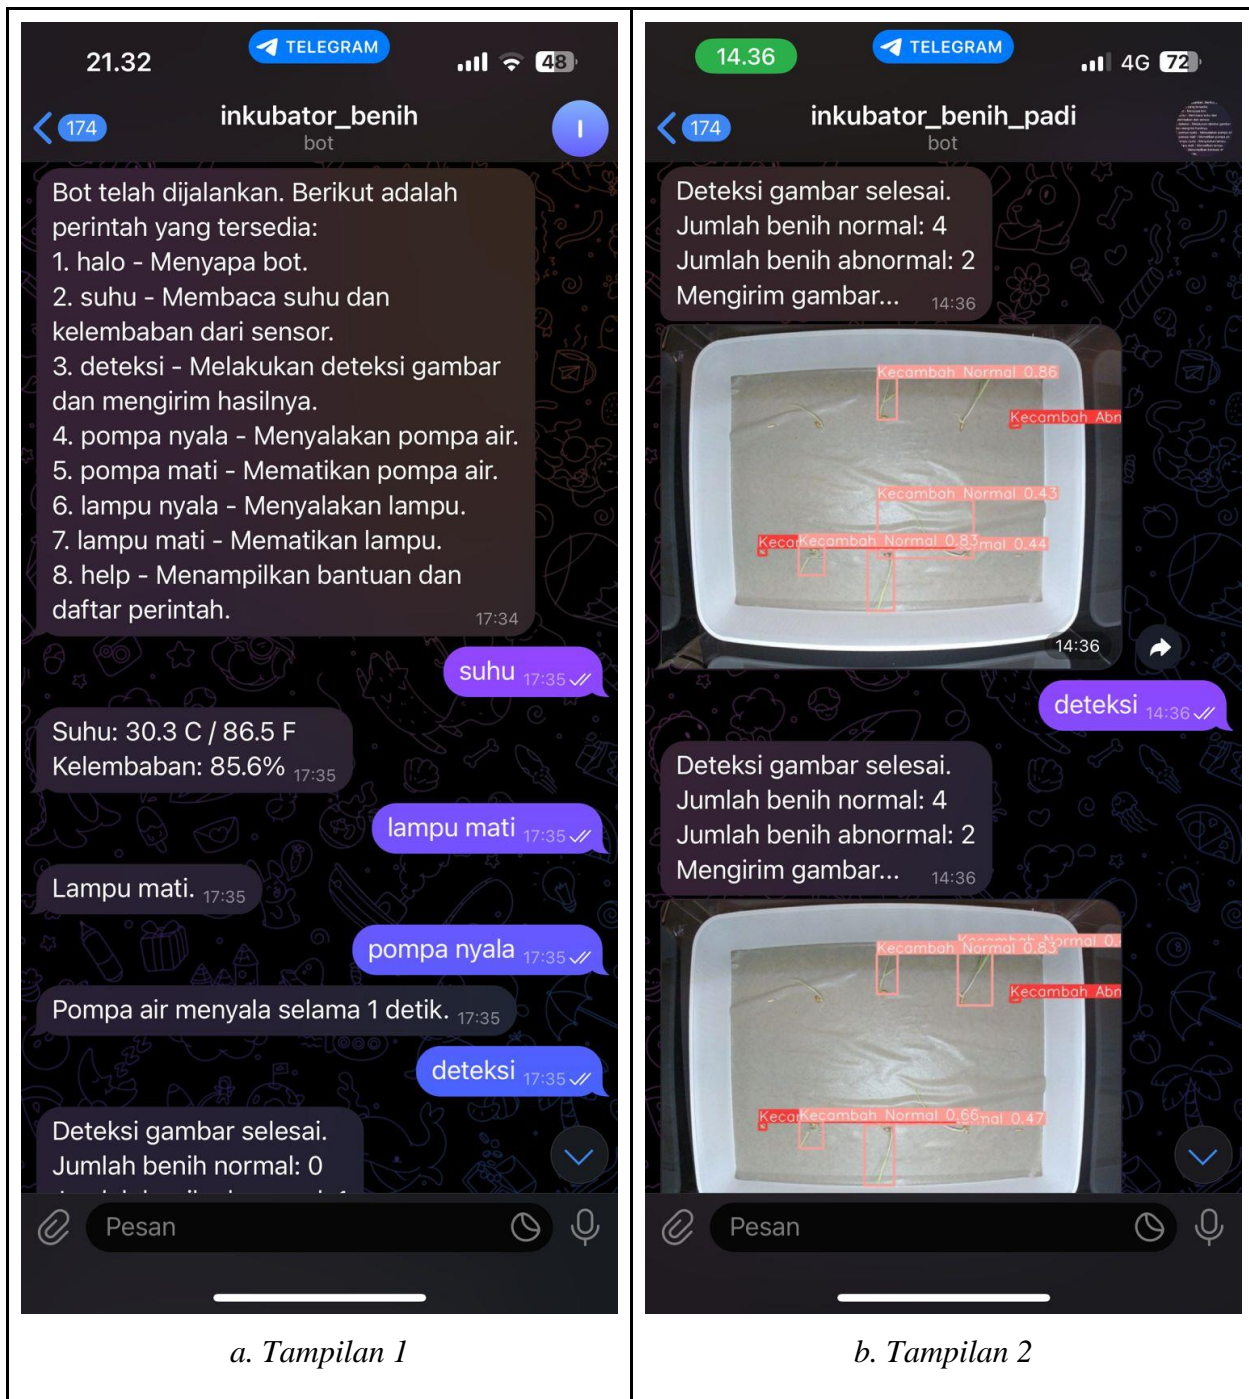 21.32
TELEGRAM
48
174
inkubator_benih
bot
I
Bot telah dijalankan. Berikut adalah
perintah yang tersedia:
1. halo - Menyapa bot.
2. suhu - Membaca suhu dan
kelembaban dari sensor.
3. deteksi - Melakukan deteksi gambar
dan mengirim hasilnya.
4. pompa nyala - Menyalakan pompa air.
5. pompa mati - Mematikan pompa air.
6. lampu nyala - Menyalakan lampu.
7. lampu mati - Mematikan lampu.
8. help - Menampilkan bantuan dan
daftar perintah. 17:34
suhu 17:35
Suhu: 30.3 C / 86.5 F
Kelembaban: 85.6% 17:35
lampu mati 17:35
Lampu mati. 17:35
pompa nyala 17:35
Pompa air menyala selama 1 detik. 17:35
deteksi 17:35
Deteksi gambar selesai.
Jumlah benih normal: 0
Pesan
a. Tampilan 1
14.36
TELEGRAM
4G 72
174
inkubator_benih_padi
bot
Deteksi gambar selesai.
Jumlah benih normal: 4
Jumlah benih abnormal: 2
Mengirim gambar... 14:36
Kecambah Normal 0.86
Kecambah Abn
Kecambah Normal 0.43
Kecam
Kecambah Normal 0.83
mal 0.44
14:36
deteksi 14:36
Deteksi gambar selesai.
Jumlah benih normal: 4
Jumlah benih abnormal: 2
Mengirim gambar... 14:36
Kecambah Normal 0.83
Kecambah Abn
Kecambah Normal 0.66
mal 0.47
Pesan
b. Tampilan 2